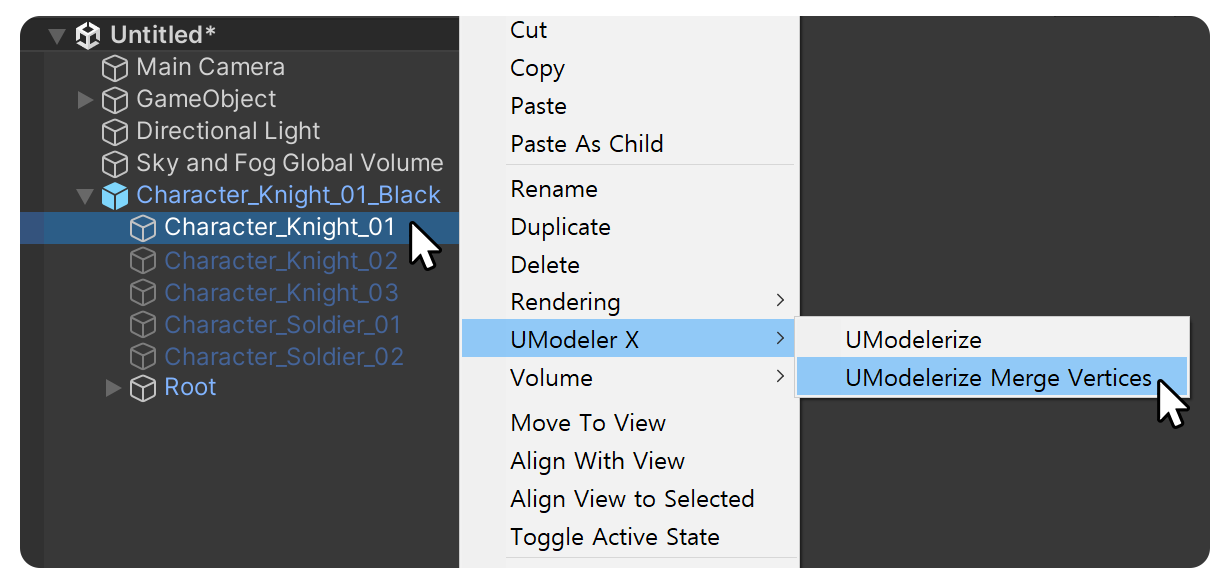 Untitled*
Main Camera
GameObject
Directional Light
Sky and Fog Global Volume
Character_Knight_01_Black
Character_Knight_01
Character_Knight_02
Character_Knight_03
Character_Soldier_01
Character_Soldier_02
Root
Cut
Copy
Paste
Paste As Child
Rename
Duplicate
Delete
Rendering
UModeler X
Volume
Move To View
Align With View
Align View to Selected
Toggle Active State
UModelerize
UModelerize Merge Vertices